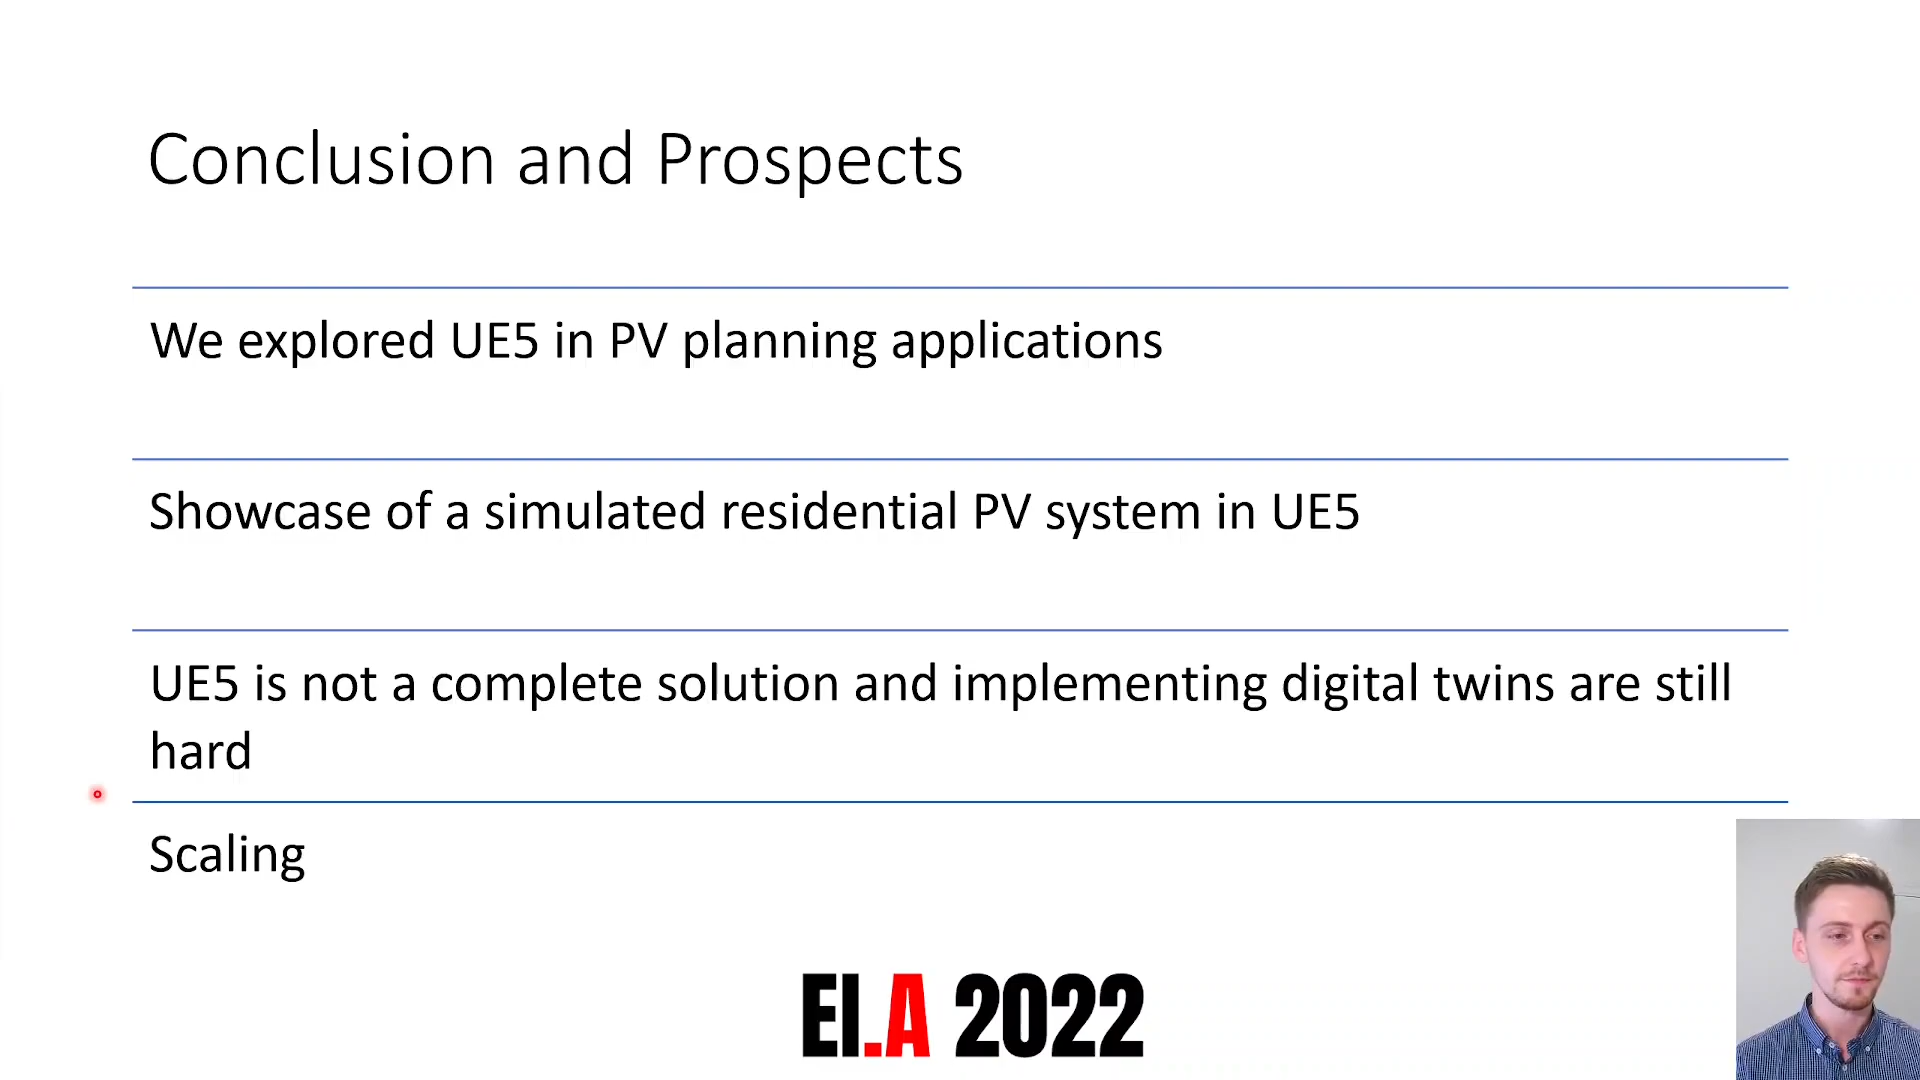 Conclusion and Prospects
We explored UE5 in PV planning applications
Showcase of a simulated residential PV system in UE5
UE5 is not a complete solution and implementing digital twins are still
hard
Scaling
EI.A 2022